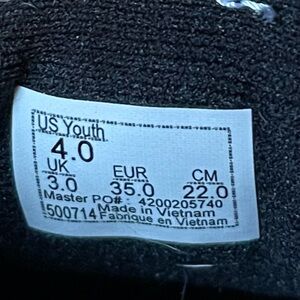 US Youth
4.0
UK EUR CM
3.0 35.0 22.0
Master PO#: 4200205740
500714 Made in Vietnam
Fabrique en Vietnam